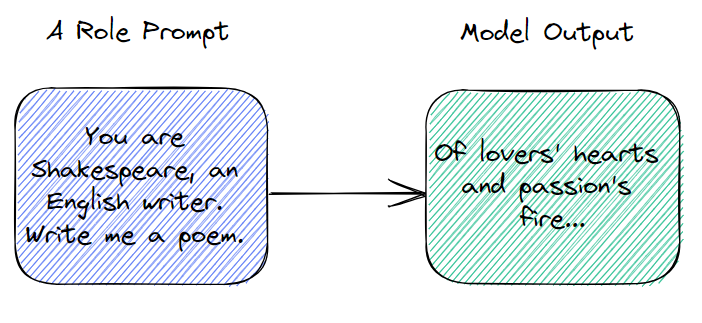 A Role Prompt
Model Output
You are
Shakespeare, an
English writer.
Write me a poem.
Of lovers' hearts
and passion's
fire...